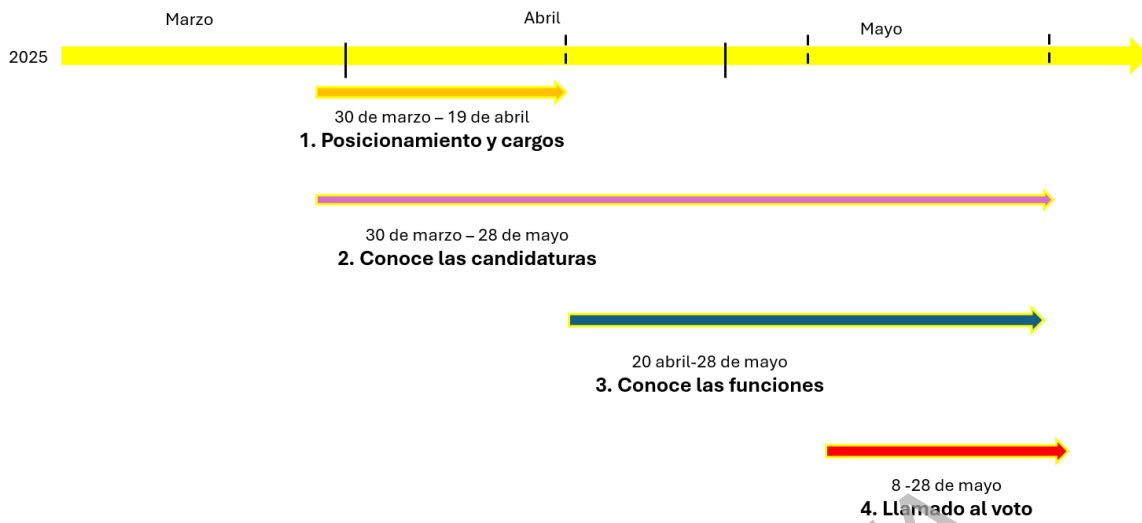 Marzo
Abril
Mayo
2025
30 de marzo – 19 de abril
1. Posicionamiento y cargos
30 de marzo – 28 de mayo
2. Conoce las candidaturas
20 abril-28 de mayo
3. Conoce las funciones
8 -28 de mayo
4. Llamado al voto